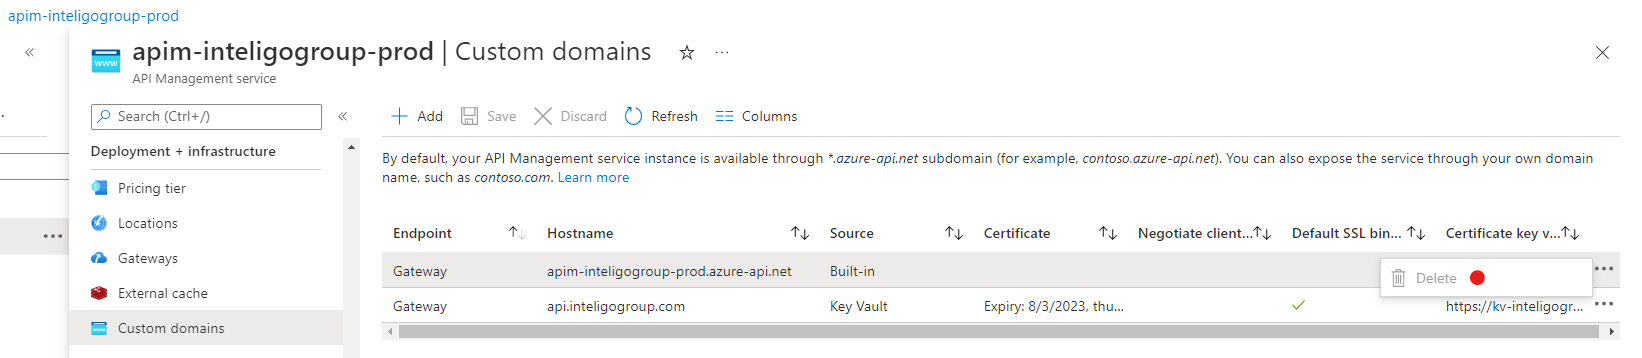 apim-inteligogroup-prod
«
apim-inteligogroup-prod | Custom domains
API Management service
Search (Ctrl+/)
«
Add
Save
Discard
Refresh
Columns
Deployment + infrastructure
Pricing tier
Locations
Gateways
External cache
Custom domains
By default, your API Management service instance is available through *.azure-api.net subdomain (for example, contoso.azure-api.net). You can also expose the service through your own domain
name, such as contoso.com. Learn more
Endpoint Hostname Source Certificate Negotiate client... Default SSL bin... Certificate key v...
Gateway apim-inteligogroup-prod.azure-api.net Built-in
Delete
Gateway api.inteligogroup.com Key Vault Expiry: 8/3/2023, thu... https://kv-inteligogr...